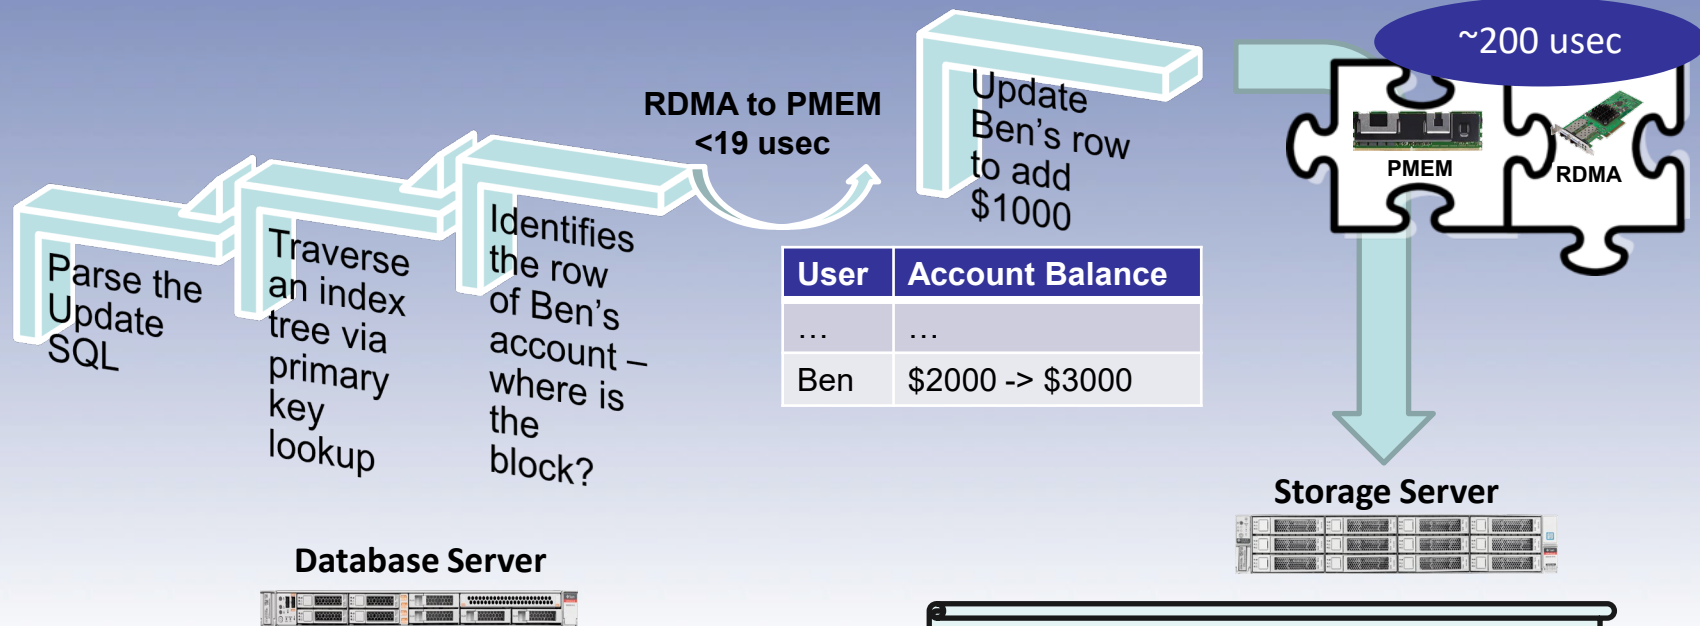 ~200 usec
RDMA to PMEM
<19 usec
Update
Ben's row
to add
$1000
PMEM
RDMA
Parse the
Update
SQL
Traverse
an index
tree via
primary
key
lookup
Identifies
the row
of Ben's
account –
where is
the
block?
User Account Balance
… …
Ben $2000 -> $3000
Storage Server
Database Server